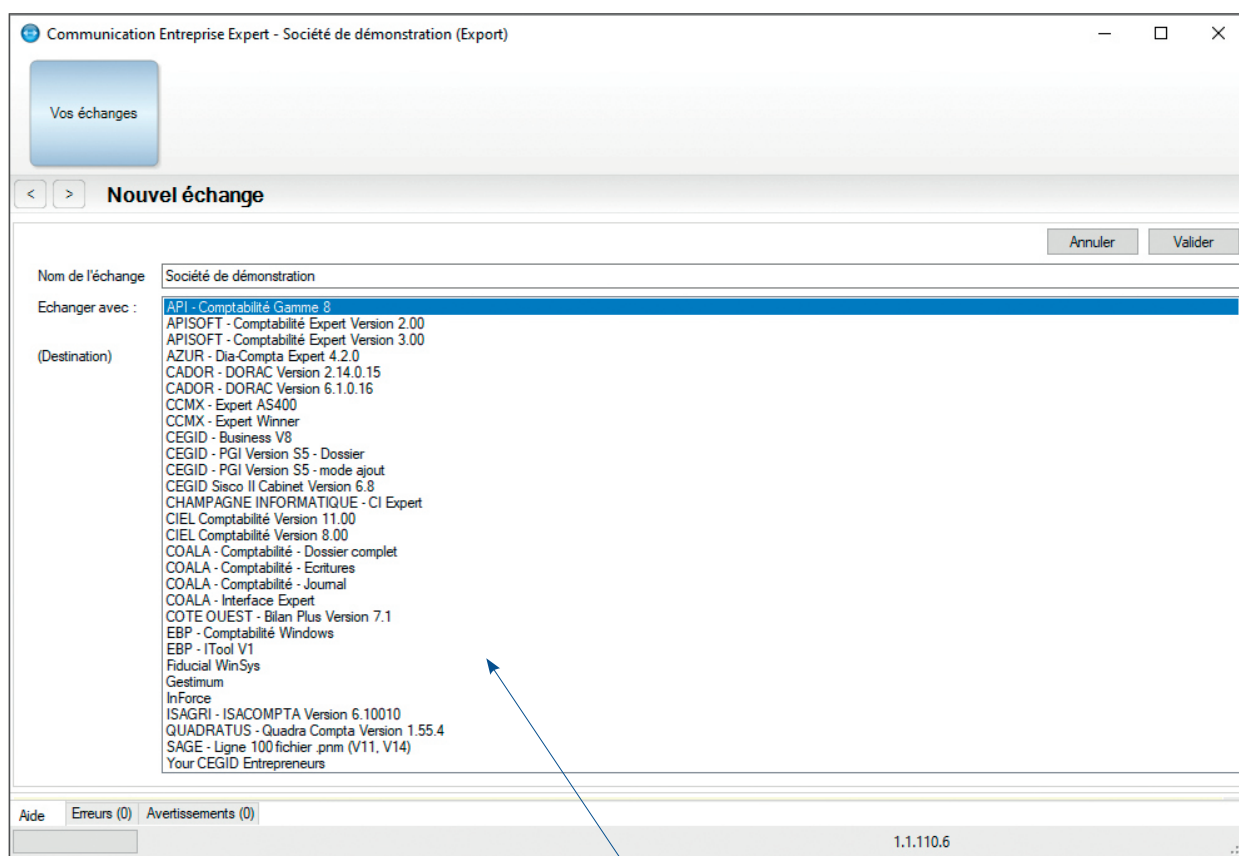 Communication Entreprise Expert - Société de démonstration (Export)
Vos échanges
< > Nouvel échange
Annuler Valider
Nom de l'échange Société de démonstration
Echanger avec :
(Destination)
API - Comptabilité Gamme 8
APISOFT - Comptabilité Expert Version 2.00
APISOFT - Comptabilité Expert Version 3.00
AZUR - Dia-Compta Expert 4.2.0
CADOR - DORAC Version 2.14.0.15
CADOR - DORAC Version 6.1.0.16
CCMX - Expert AS400
CCMX - Expert Winner
CEGID - Business V8
CEGID - PGI Version S5 - Dossier
CEGID - PGI Version S5 - mode ajout
CEGID Sisco II Cabinet Version 6.8
CHAMPAGNE INFORMATIQUE - CI Expert
CIEL Comptabilité Version 11.00
CIEL Comptabilité Version 8.00
COALA - Comptabilité - Dossier complet
COALA - Comptabilité - Ecritures
COALA - Comptabilité - Journal
COALA - Interface Expert
COTE OUEST - Bilan Plus Version 7.1
EBP - Comptabilité Windows
EBP - ITool V1
Fiducial WinSys
Gestimum
InForce
ISAGRI - ISACOMPTA Version 6.10010
QUADRATUS - Quadra Compta Version 1.55.4
SAGE - Ligne 100 fichier .pnm (V11, V14)
Your CEGID Entrepreneurs
Aide Erreurs (0) Avertissements (0)
1.1.110.6